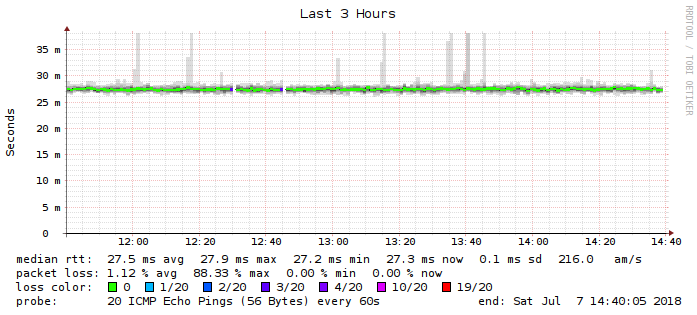 Last 3 Hours
RRDTOOL / TOBI OETIKER
Seconds
35 m
30 m
25 m
20 m
15 m
10 m
5 m
0
12:00 12:20 12:40 13:00 13:20 13:40 14:00 14:20 14:40
median rtt: 27.5 ms avg 27.9 ms max 27.2 ms min 27.3 ms now 0.1 ms sd 216.0 am/s
packet loss: 1.12 % avg 88.33 % max 0.00 % min 0.00 % now
loss color: 0 1/20 2/20 3/20 4/20 10/20 19/20
probe: 20 ICMP Echo Pings (56 Bytes) every 60s end: Sat Jul 7 14:40:05 2018